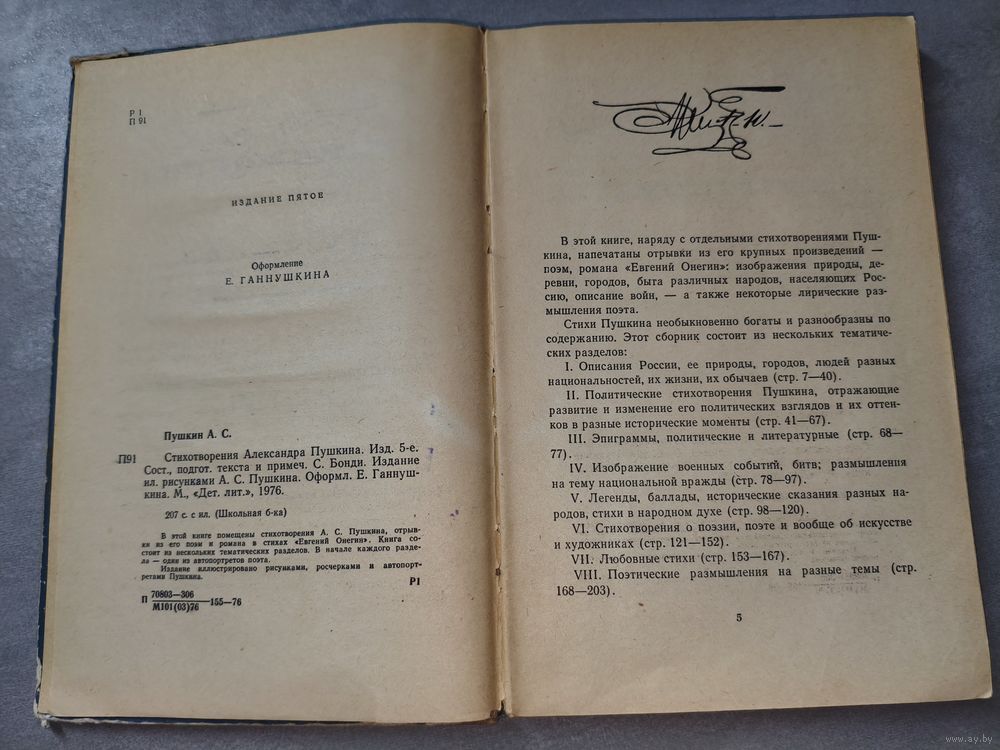 Р 1
П 91
ИЗДАНИЕ ПЯТОЕ
Оформление
Е. ГАННУШКИНА
Пушкин А. С.
П91 Стихотворения Александра Пушкина. Изд. 5-е.
Сост., подгот. текста и примеч. С. Бонди. Издание
ил. рисунками А. С. Пушкина. Оформл. Е. Ганнуш-
кина. М., «Дет. лит.», 1976.
207 с. с ил. (Школьная б-ка)
В этой книге помещены стихотворения А. С. Пушкина, отрыв-
ки из его поэм и романа в стихах «Евгений Онегин». Книга со-
стоит из нескольких тематических разделов. В начале каждого разде-
ла — один из автопортретов поэта.
Издание иллюстрировано рисунками, росчерками и автопорт-
ретами Пушкина.
Р1
П 70803—306
М101(03)76 —155—76
В этой книге, наряду с отдельными стихотворениями Пуш-
кина, напечатаны отрывки из его крупных произведений —
поэм, романа «Евгений Онегин»: изображения природы, де-
ревни, городов, быта различных народов, населяющих Рос-
сию, описание войн, — а также некоторые лирические раз-
мышления поэта.
Стихи Пушкина необыкновенно богаты и разнообразны по
содержанию. Этот сборник состоит из нескольких тематиче-
ских разделов:
I. Описания России, ее природы, городов, людей разных
национальностей, их жизни, их обычаев (стр. 7—40).
II. Политические стихотворения Пушкина, отражающие
развитие и изменение его политических взглядов и их оттен-
ков в разные исторические моменты (стр. 41—67).
III. Эпиграммы, политические и литературные (стр. 68—
77).
IV. Изображение военных событий, битв; размышления
на тему национальной вражды (стр. 78—97).
V. Легенды, баллады, исторические сказания разных на-
родов, стихи в народном духе (стр. 98—120).
VI. Стихотворения о поэзии, поэте и вообще об искусстве
и художниках (стр. 121—152).
VII. Любовные стихи (стр. 153—167).
VIII. Поэтические размышления на разные темы (стр.
168—203).
5
www.ay.by